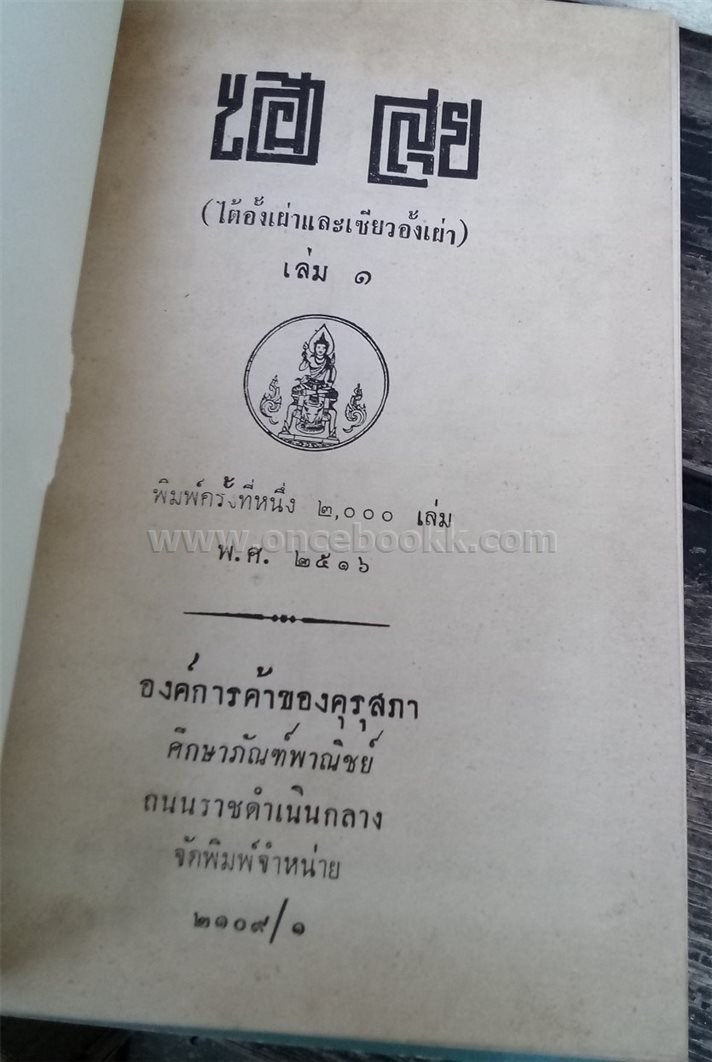 ไซ่จิ้น
(ไต้อั้งเผ่าและเซียวอั้งเผ่า)
เล่ม ๑
พิมพ์ครั้งที่หนึ่ง ๒,๐๐๐ เล่ม
www.oncebookk.com
พ.ศ. ๒๕๑๖
องค์การค้าของคุรุสภา
ศึกษาภัณฑ์พาณิชย์
ถนนราชดำเนินกลาง
จัดพิมพ์จำหน่าย
๒๑๐๙/๑